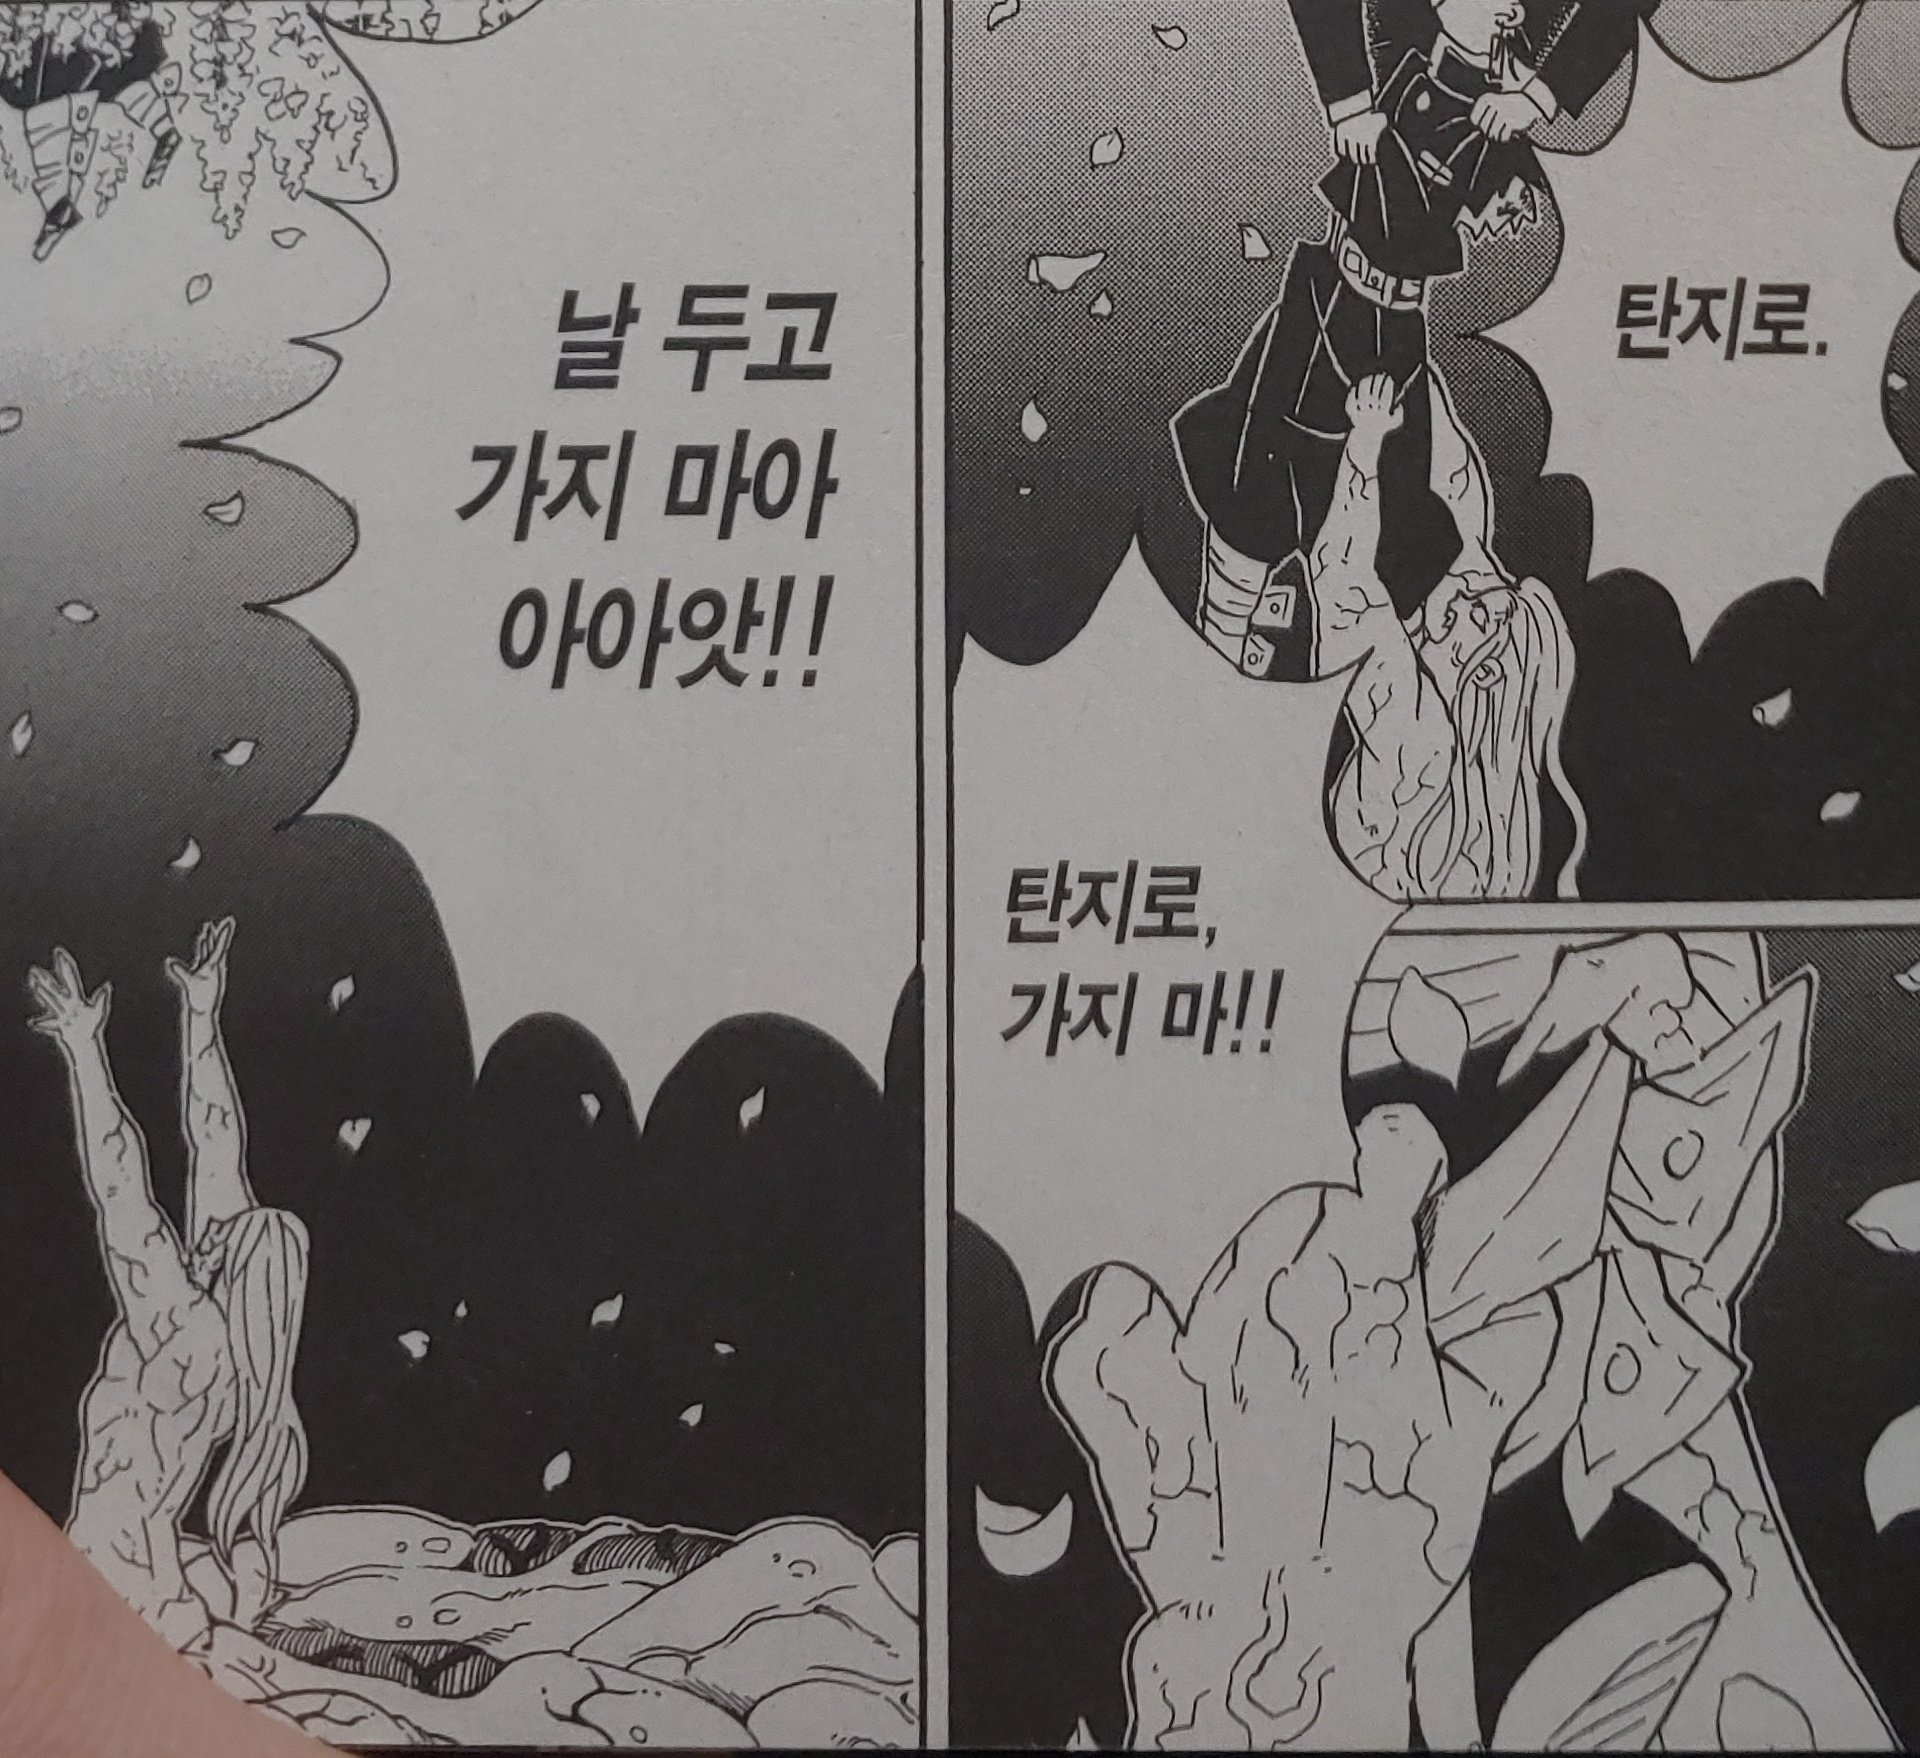 탄지로.
탄지로,
가지 마!!
날 두고
가지 마아
아아앗!!